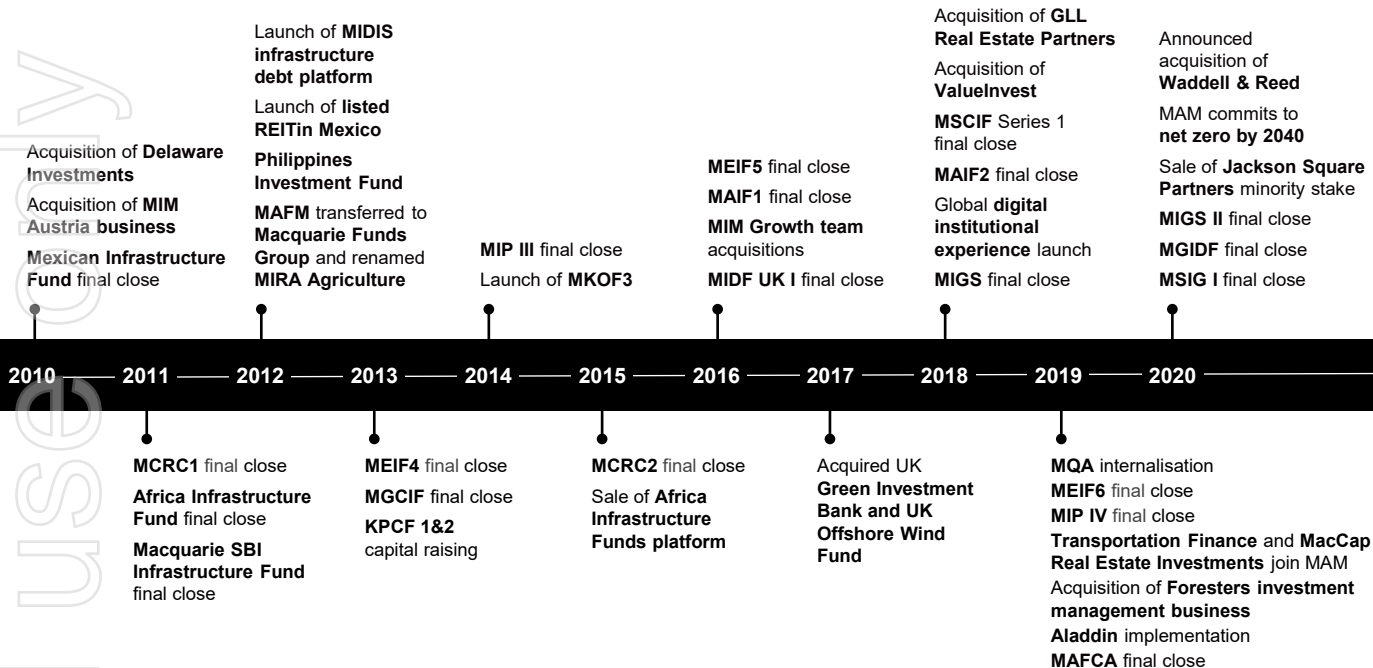 Acquisition of Delaware
Investments
Acquisition of MIM
Austria business
Mexican Infrastructure
Fund final close
Launch of MIDIS
infrastructure
debt platform
Launch of listed
REITin Mexico
Philippines
Investment Fund
MAFM transferred to
Macquarie Funds
Group and renamed
MIRA Agriculture
MIP III final close
Launch of MKOF3
MEIF5 final close
MAIF1 final close
MIM Growth team
acquisitions
MIDF UK I final close
Acquisition of GLL
Real Estate Partners
Acquisition of
ValueInvest
MSCIF Series 1
final close
MAIF2 final close
Global digital
institutional
experience launch
MIGS final close
Announced
acquisition of
Waddell & Reed
MAM commits to
net zero by 2040
Sale of Jackson Square
Partners minority stake
MIGS II final close
MGIDF final close
MSIG I final close
2010 2011 2012 2013 2014 2015 2016 2017 2018 2019 2020
MCRC1 final close
Africa Infrastructure
Fund final close
Macquarie SBI
Infrastructure Fund
final close
MEIF4 final close
MGCIF final close
KPCF 1&2
capital raising
MCRC2 final close
Sale of Africa
Infrastructure
Funds platform
Acquired UK
Green Investment
Bank and UK
Offshore Wind
Fund
MQA internalisation
MEIF6 final close
MIP IV final close
Transportation Finance and MacCap
Real Estate Investments join MAM
Acquisition of Foresters investment
management business
Aladdin implementation
MAFCA final close
use only